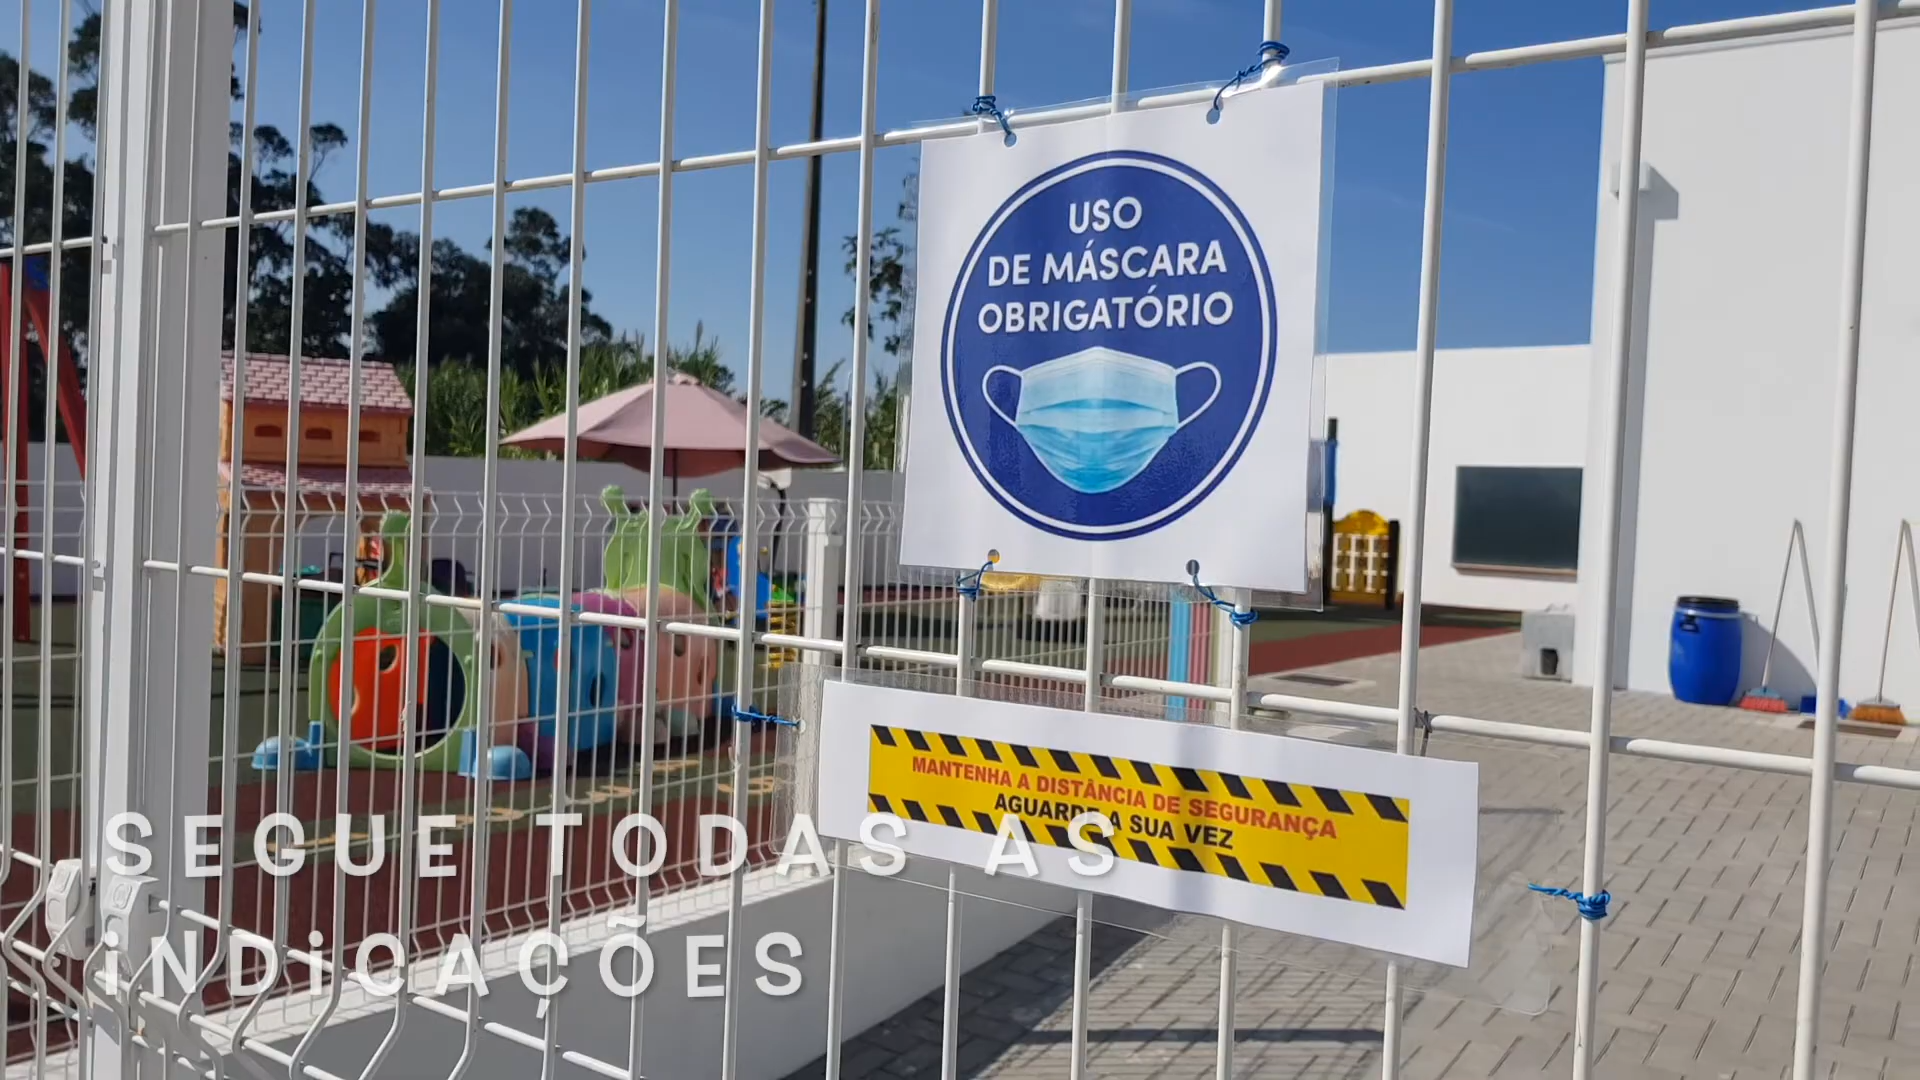 USO
DE MÁSCARA
OBRIGATÓRIO
MANTENHA A DISTÂNCIA DE SEGURANÇA
AGUARDE A SUA VEZ
SEGUE TODAS AS
iNDiCAÇÕES